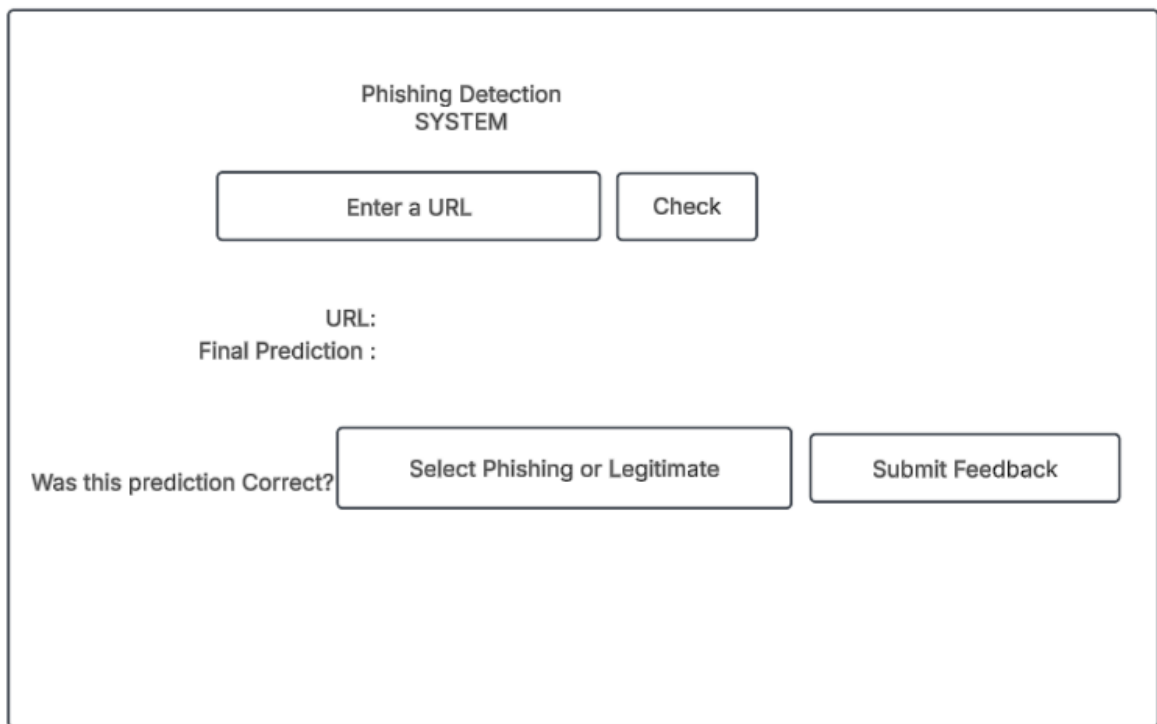 Phishing Detection
SYSTEM
Enter a URL
Check
URL:
Final Prediction :
Was this prediction Correct?
Select Phishing or Legitimate
Submit Feedback